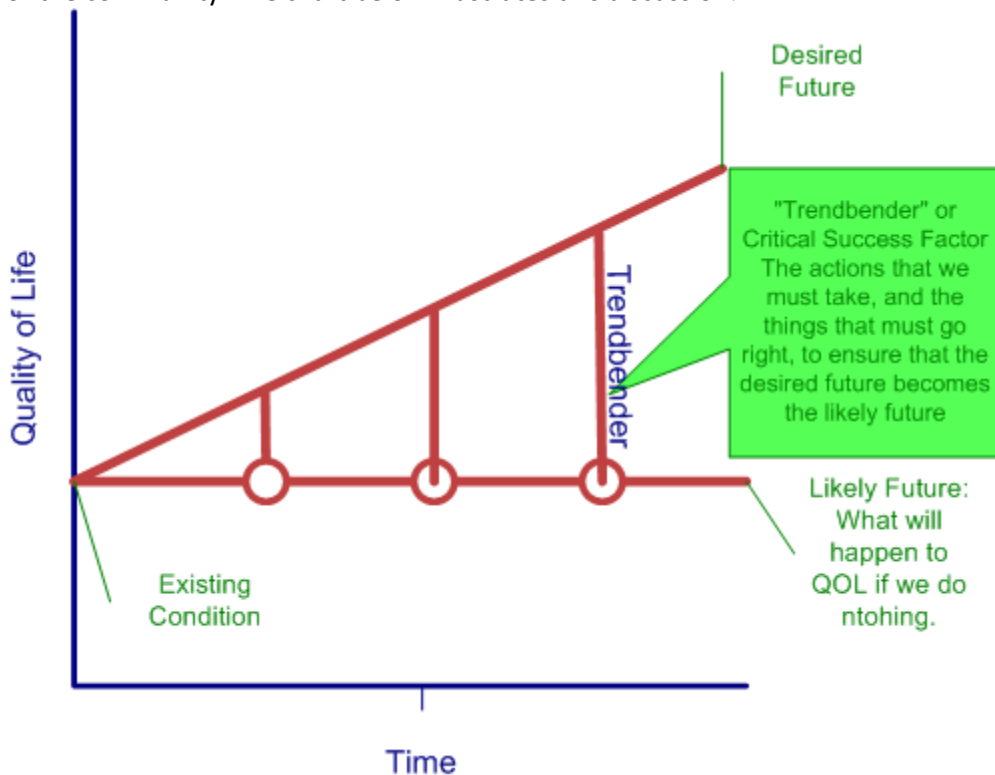 Desired
Future
"Trendbender" or
Critical Success Factor
The actions that we
must take, and the
things that must go
right, to ensure that the
desired future becomes
the likely future
Quality of Life
Trendbender
Likely Future:
What will
happen to
QOL if we do
ntohing.
Existing
Condition
Time